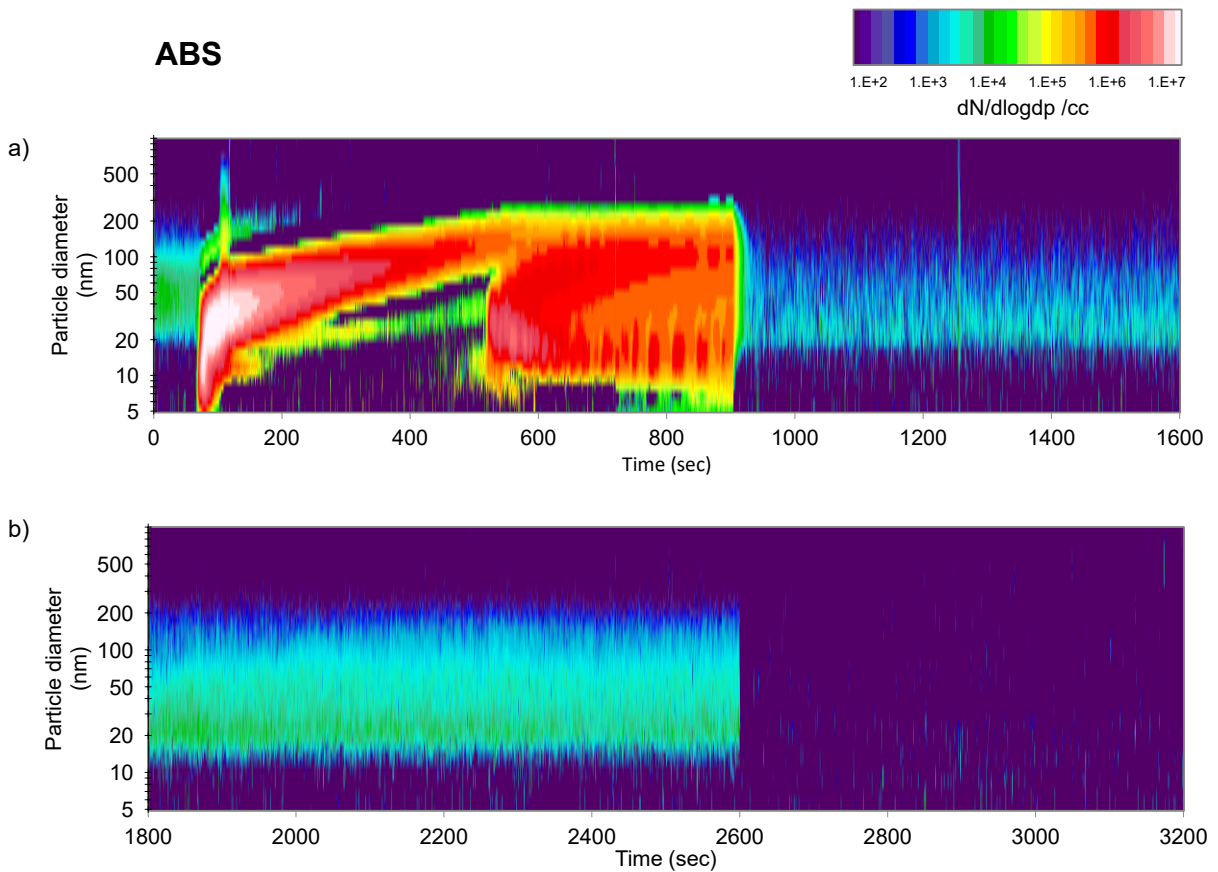 ABS
1.E+2 1.E+3 1.E+4 1.E+5 1.E+6 1.E+7
dN/dlogdp /cc
a)
Particle diameter
(nm)
500
200
100
50
20
10
5
0 200 400 600 800 1000 1200 1400 1600
Time (sec)
b)
Particle diameter
(nm)
500
200
100
50
20
10
5
1800 2000 2200 2400 2600 2800 3000 3200
Time (sec)